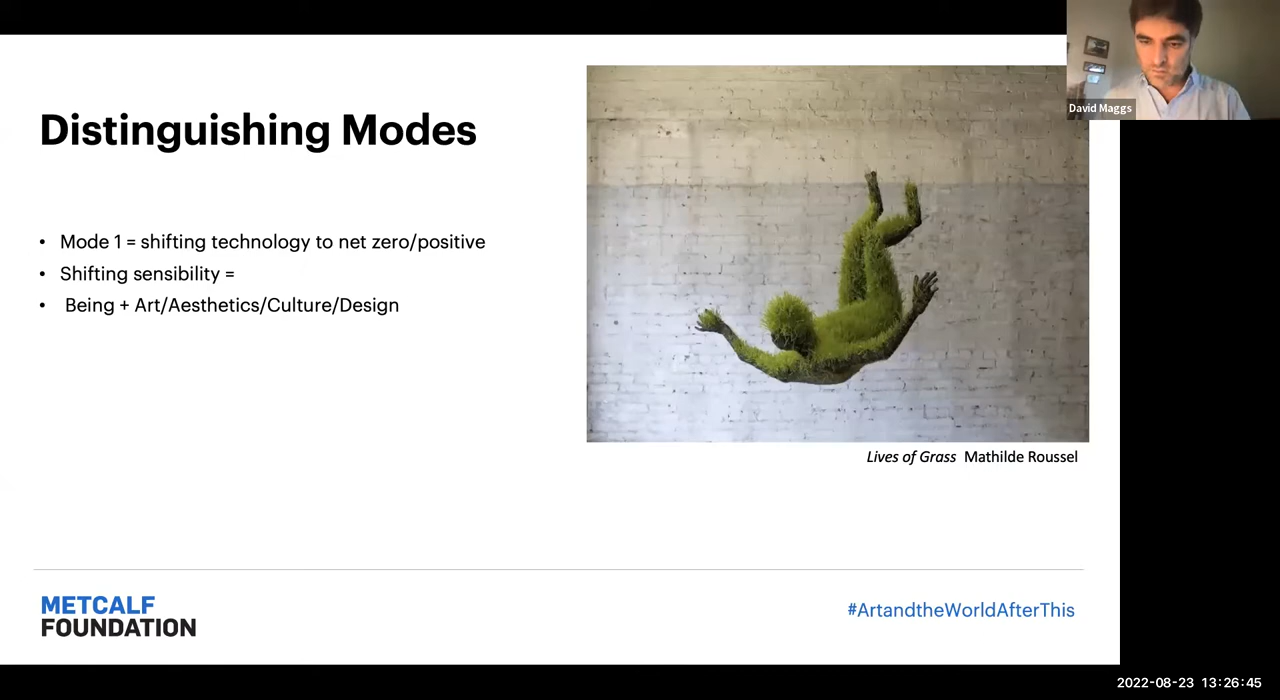 David Maggs
Distinguishing Modes
• Mode 1 = shifting technology to net zero/positive
• Shifting sensibility =
• Being + Art/Aesthetics/Culture/Design
Lives of Grass Mathilde Roussel
METCALF
FOUNDATION
#ArtandtheWorldAfterThis
2022-08-23 13:26:45